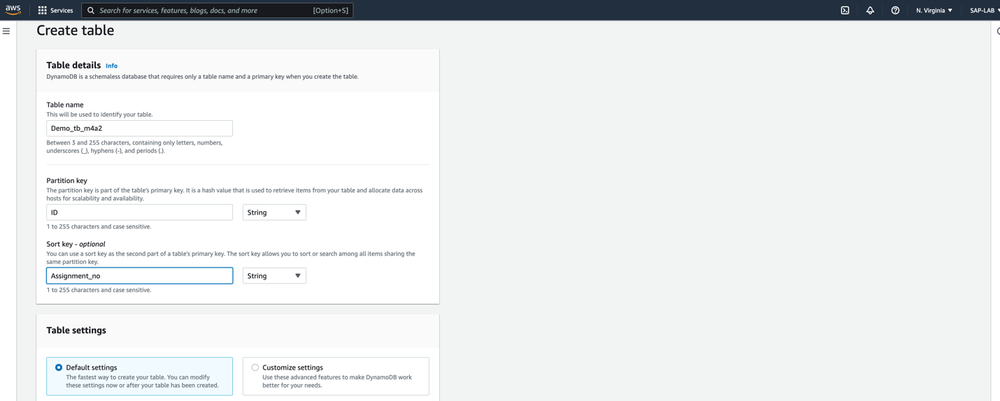 aws
Services
Search for services, features, blogs, docs, and more
[Option+S]
N. Virginia
SAP-LAB
Create table
Table details Info
DynamoDB is a schemaless database that requires only a table name and a primary key when you create the table.
Table name
This will be used to identify your table.
Demo_tb_m4a2
Between 3 and 255 characters, containing only letters, numbers,
underscores (_), hyphens (-), and periods (.).
Partition key
The partition key is part of the table's primary key. It is a hash value that is used to retrieve items from your table and allocate data across
hosts for scalability and availability.
ID
String
1 to 255 characters and case sensitive.
Sort key - optional
You can use a sort key as the second part of a table's primary key. The sort key allows you to sort or search among all items sharing the
same partition key.
Assignment_no
String
1 to 255 characters and case sensitive.
Table settings
Default settings
The fastest way to create your table. You can modify
these settings now or after your table has been created.
Customize settings
Use these advanced features to make DynamoDB work
better for your needs.